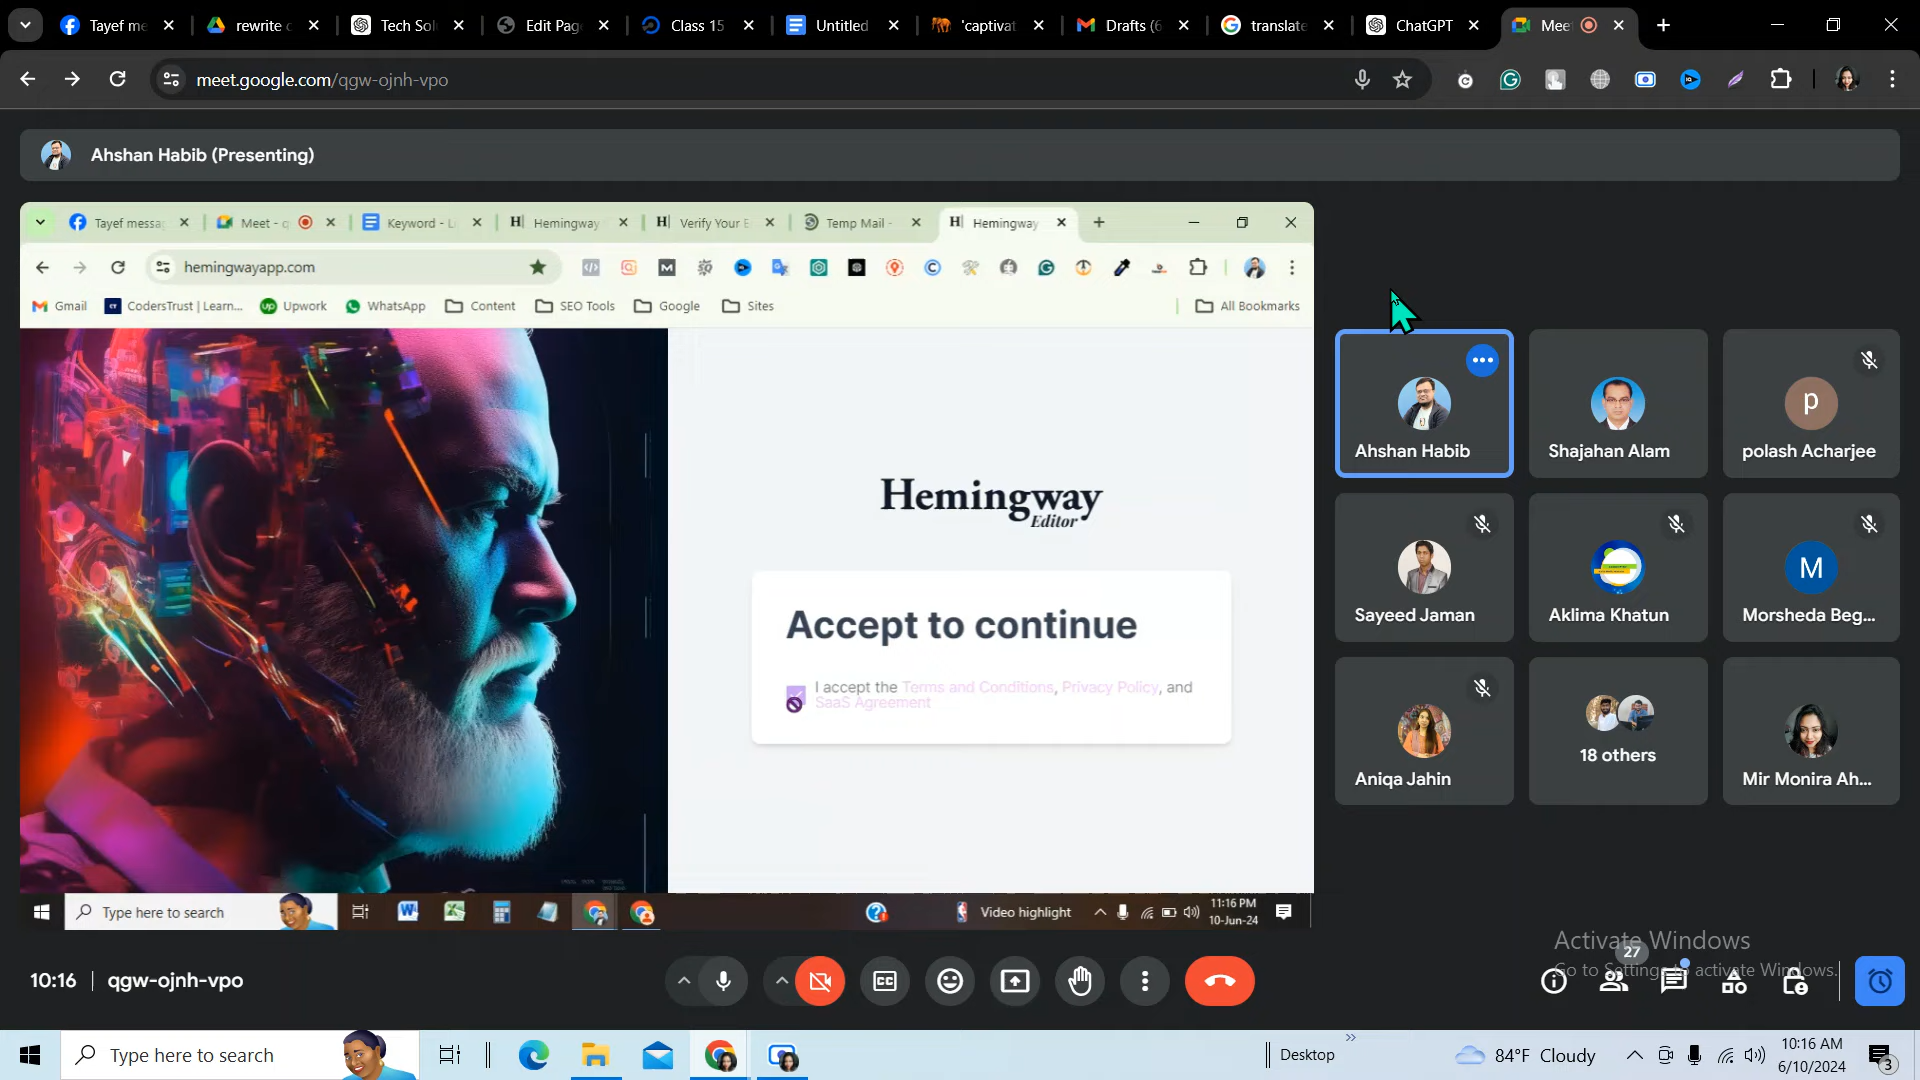 Tayef me
rewrite c
Tech Sol
Edit Pag
Class 15
Untitled
'captivat
Drafts (6
translate
ChatGPT
Mee
meet.google.com/qgw-ojnh-vpo
Ahshan Habib (Presenting)
Tayef messa
Meet - q
Keyword - L
Hemingway
Verify Your E
Temp Mail -
Hemingway
hemingwayapp.com
Gmail
CodersTrust | Learn...
Upwork
WhatsApp
Content
SEO Tools
Google
Sites
All Bookmarks
Hemingway
Editor
Accept to continue
I accept the Terms and Conditions, Privacy Policy, and
SaaS Agreement
Type here to search
Video highlight
11:16 PM
10-Jun-24
Ahshan Habib
Shajahan Alam
p
polash Acharjee
Sayeed Jaman
Aklima Khatun
M
Morsheda Beg...
Aniqa Jahin
18 others
Mir Monira Ah...
Activate Windows
Go to Settings to activate Windows.
10:16
qgw-ojnh-vpo
27
Type here to search
Desktop
84°F Cloudy
10:16 AM
6/10/2024
3